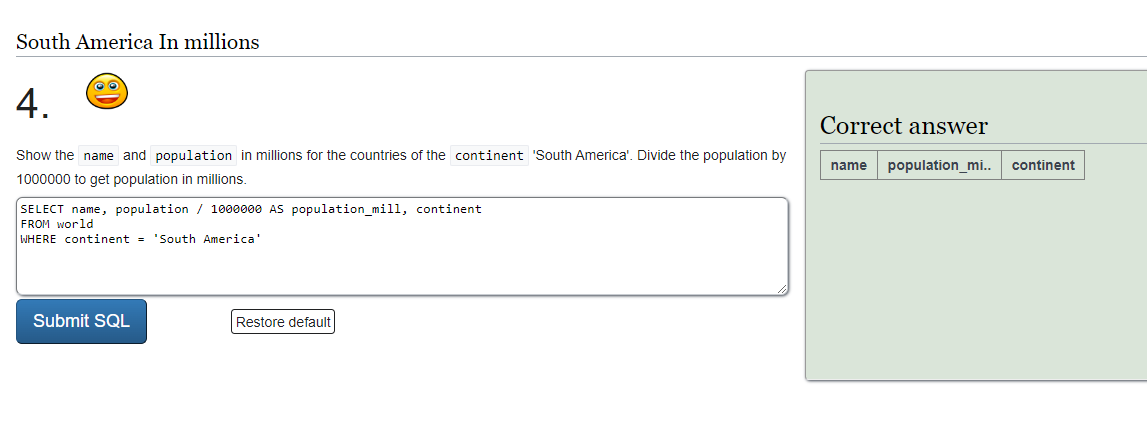 South America In millions
4.
Show the name and population in millions for the countries of the continent 'South America'. Divide the population by
1000000 to get population in millions.
SELECT name, population / 1000000 AS population_mill, continent
FROM world
WHERE continent = 'South America'
Submit SQL
Restore default
Correct answer
name population_mi.. continent